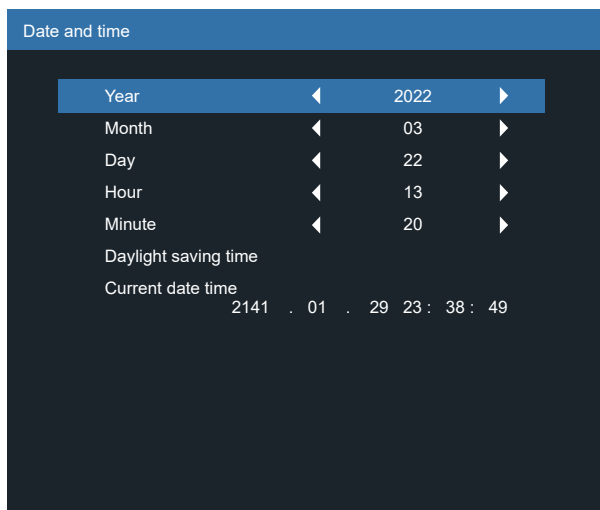 Date and time
Year 2022
Month 03
Day 22
Hour 13
Minute 20
Daylight saving time
Current date time
2141 . 01 . 29 23 : 38 : 49